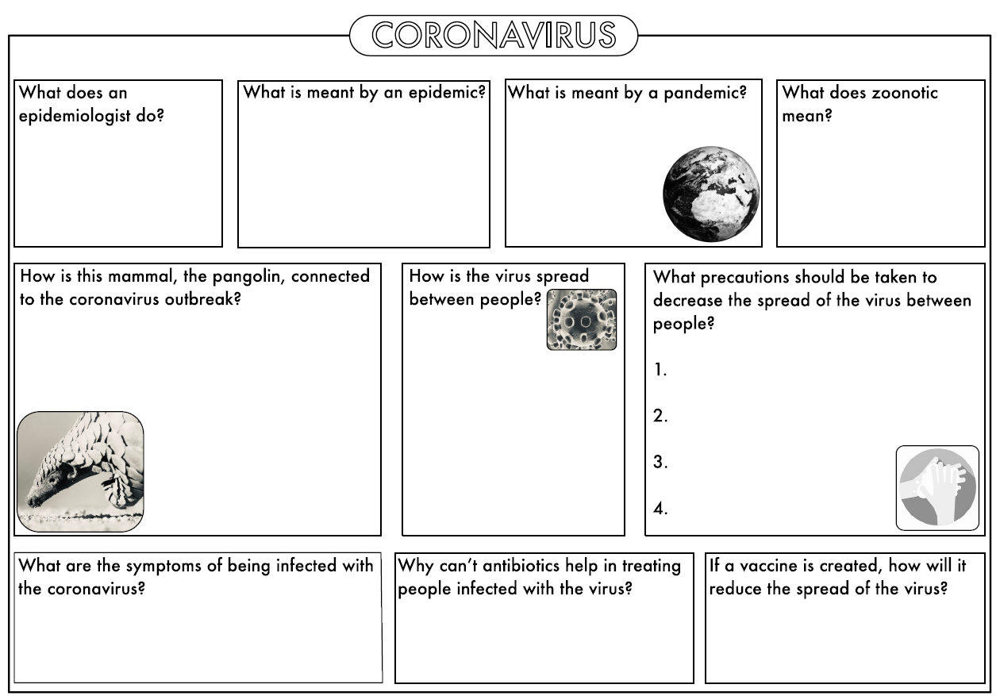 CORONAVIRUS
What does an
epidemiologist do?
What is meant by an epidemic?
What is meant by a pandemic?
What does zoonotic
mean?
How is this mammal, the pangolin, connected
to the coronavirus outbreak?
How is the virus spread
between people?
What precautions should be taken to
decrease the spread of the virus between
people?
1.
2.
3.
4.
What are the symptoms of being infected with
the coronavirus?
Why can't antibiotics help in treating
people infected with the virus?
If a vaccine is created, how will it
reduce the spread of the virus?